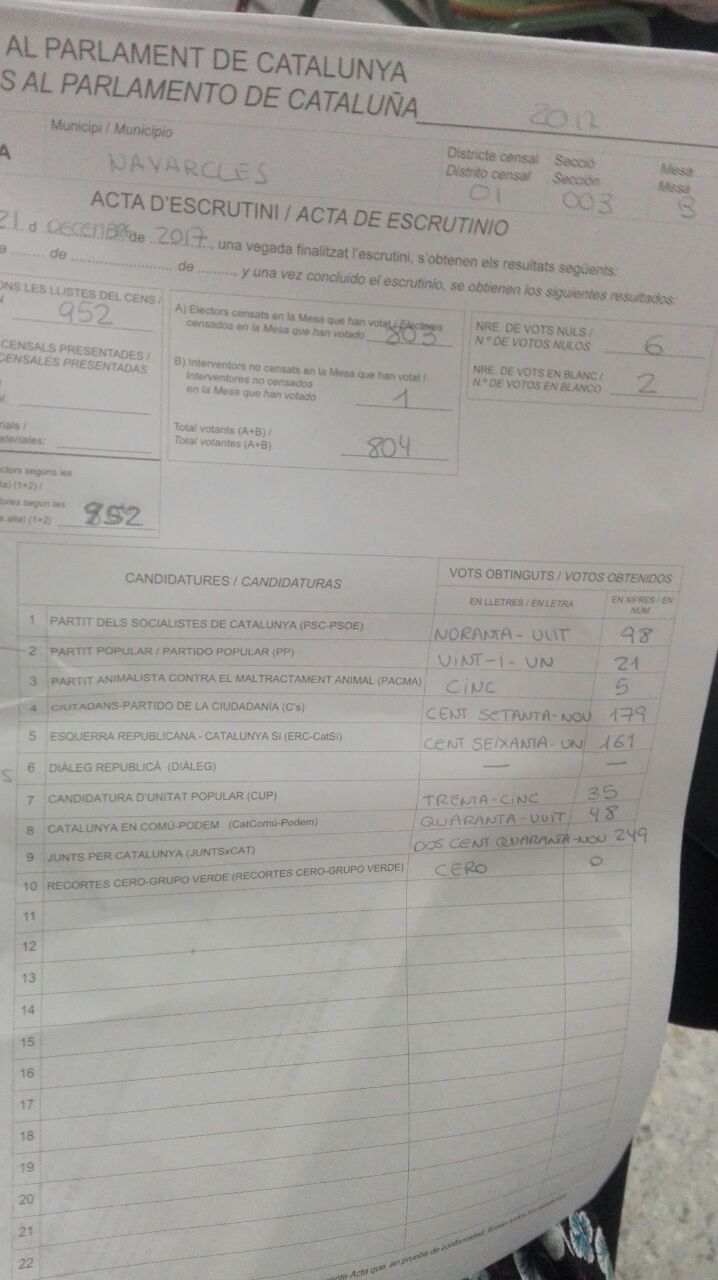 AL PARLAMENT DE CATALUNYA
S AL PARLAMENTO DE CATALUÑA 2017
Municipi / Municipio
A NAVARCLES
Districte censal
Distrito censal
01
Secció
Sección
003
Mesa
Mesa
B
ACTA D'ESCRUTINI / ACTA DE ESCRUTINIO
21 d DECEMBRE de 2017, una vegada finalitzat l'escrutini, s'obtenen els resultats següents:
e ........ de ........................ de ........., y una vez concluido el escrutinio, se obtienen los siguientes resultados:
ONS LES LLISTES DEL CENS /
952
CENSALS PRESENTADES /
CENSALES PRESENTADAS
al:
rials /
ateriales:
ctors segons les
ta) (1+2) /
tores según las
e alta) (1+2) 952
A) Electors censats en la Mesa que han votat / Electores
censados en la Mesa que han votado 803
B) Interventors no censats en la Mesa que han votat /
Interventores no censados
en la Mesa que han votado 1
Total votants (A+B) /
Total votantes (A+B) 804
NRE. DE VOTS NULS /
N.º DE VOTOS NULOS 6
NRE. DE VOTS EN BLANC /
N.º DE VOTOS EN BLANCO 2
CANDIDATURES / CANDIDATURAS
VOTS OBTINGUTS / VOTOS OBTENIDOS
EN LLETRES / EN LETRA
EN XIFRES / EN
NÚM.
1 PARTIT DELS SOCIALISTES DE CATALUNYA (PSC-PSOE) NORANTA-VUIT 98
2 PARTIT POPULAR / PARTIDO POPULAR (PP) VINT-I-UN 21
3 PARTIT ANIMALISTA CONTRA EL MALTRACTAMENT ANIMAL (PACMA) CINC 5
4 CIUTADANS-PARTIDO DE LA CIUDADANÍA (C's) CENT SETANTA-NOU 179
5 ESQUERRA REPUBLICANA - CATALUNYA SÍ (ERC-CatSí) CENT SEIXANTA-UN 161
6 DIÀLEG REPUBLICÀ (DIÀLEG) — —
S
7 CANDIDATURA D'UNITAT POPULAR (CUP) TRENTA-CINC 35
8 CATALUNYA EN COMÚ-PODEM (CatComú-Podem) QUARANTA-VUIT 48
9 JUNTS PER CATALUNYA (JUNTSxCAT) DOS CENT QUARANTA-NOU 249
10 RECORTES CERO-GRUPO VERDE (RECORTES CERO-GRUPO VERDE) CERO 0
11
12
13
14
15
16
17
18
19
20
21
22
ente Acta que, en prueba de conformidad, firman todos los